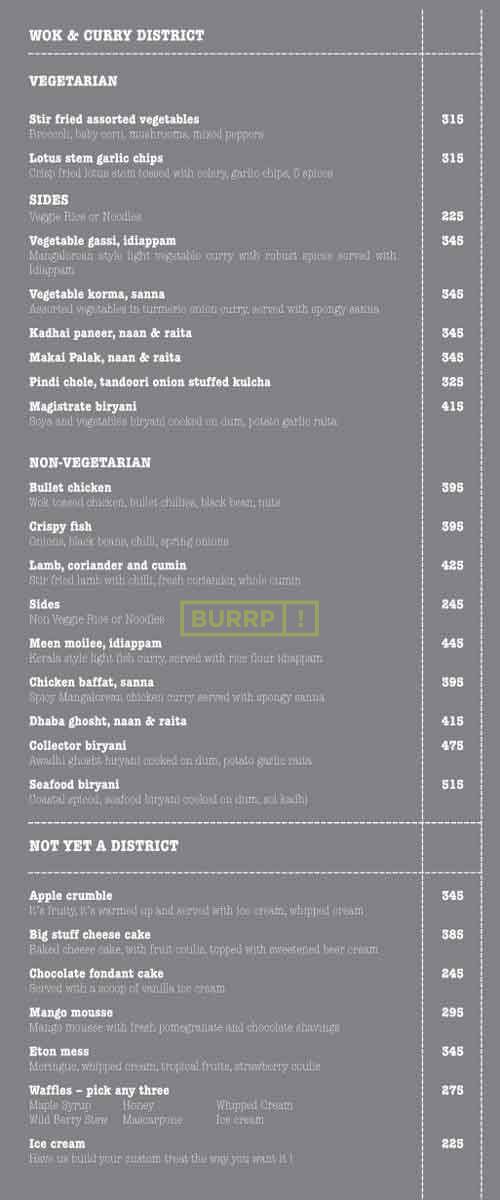 WOK & CURRY DISTRICT
VEGETARIAN
Stir fried assorted vegetables 315
Broccoli, baby corn, mushrooms, mixed peppers
Lotus stem garlic chips 315
Crisp fried lotus stem tossed with celery, garlic chips, 5 spices
SIDES
Veggie Rice or Noodles 225
Vegetable gassi, idiappam 345
Mangalorean style light vegetable curry with robust spices served with
Idiappam
Vegetable korma, sanna 345
Assorted vegetables in turmeric onion curry, served with spongy sanna
Kadhai paneer, naan & raita 345
Makai Palak, naan & raita 345
Pindi chole, tandoori onion stuffed kulcha 325
Magistrate biryani 415
Soya and vegetables biryani cooked on dum, potato garlic raita
NON-VEGETARIAN
Bullet chicken 395
Wok tossed chicken, bullet chillies, black bean, nuts
Crispy fish 395
Onions, black beans, chilli, spring onions
Lamb, coriander and cumin 425
Stir fried lamb with chilli, fresh coriander, whole cumin
Sides 245
Non Veggie Rice or Noodles
BURRP!
Meen moilee, idiappam 445
Kerala style light fish curry, served with rice flour idiappam
Chicken baffat, sanna 395
Spicy Mangalorean chicken curry served with spongy sanna
Dhaba ghosht, naan & raita 415
Collector biryani 475
Awadhi ghosht biryani cooked on dum, potato garlic raita
Seafood biryani 515
Coastal spiced, seafood biryani cooked on dum, sol kadhi
NOT YET A DISTRICT
Apple crumble 345
It's fruity, it's warmed up and served with ice cream, whipped cream
Big stuff cheese cake 385
Baked cheese cake, with fruit coulis, topped with sweetened beer cream
Chocolate fondant cake 245
Served with a scoop of vanilla ice cream
Mango mousse 295
Mango mousse with fresh pomegranate and chocolate shavings
Eton mess 345
Meringue, whipped cream, tropical fruits, strawberry coulis
Waffles – pick any three 275
Maple Syrup Honey Whipped Cream
Wild Berry Stew Mascarpone Ice cream
Ice cream 225
Have us build your custom treat the way you want it !